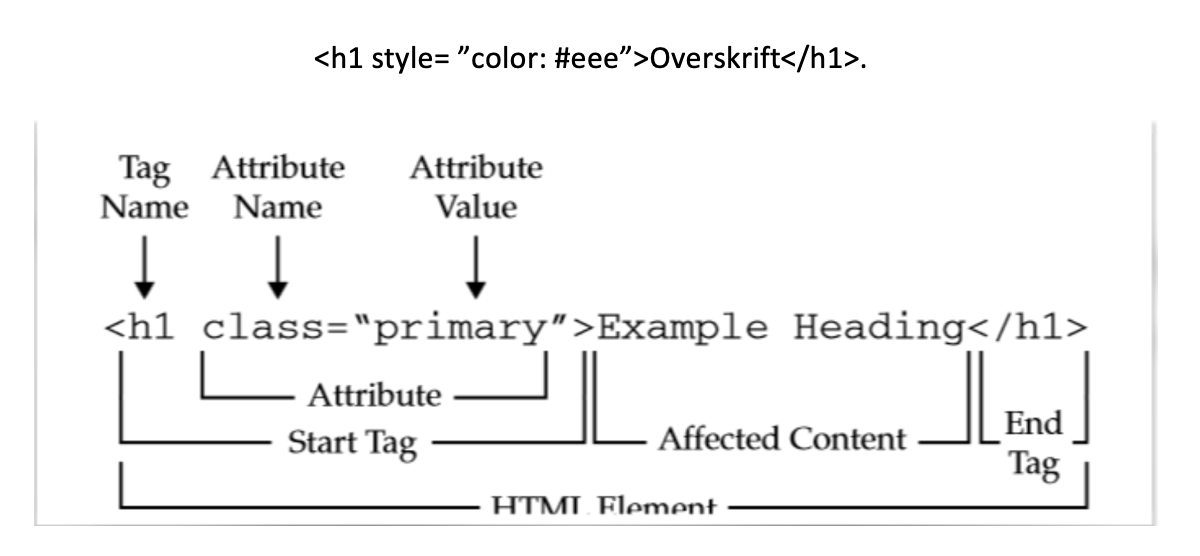 <h1 style= ”color: #eee”>Overskrift</h1>.
Tag Attribute Attribute
Name Name Value
<h1 class="primary">Example Heading</h1>
Attribute
Start Tag Affected Content End
Tag
HTML Element